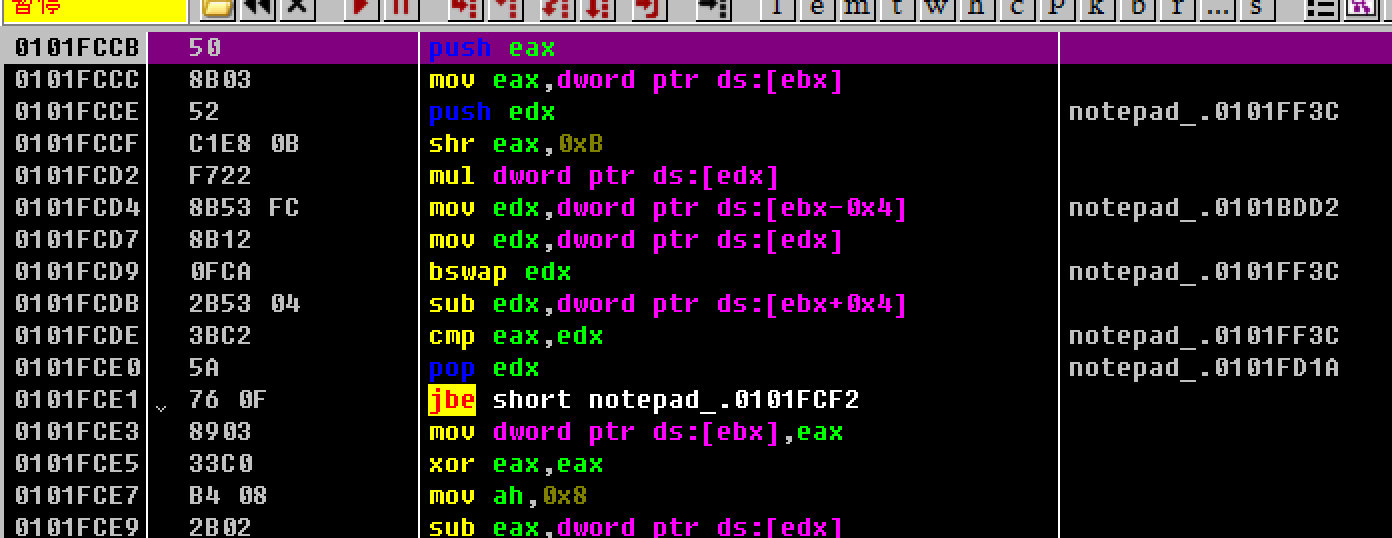 暂停 l e m t w h c P k b r ... s
0101FCCB 50 push eax
0101FCCC 8B03 mov eax,dword ptr ds:[ebx]
0101FCCE 52 push edx notepad_.0101FF3C
0101FCCF C1E8 0B shr eax,0xB
0101FCD2 F722 mul dword ptr ds:[edx]
0101FCD4 8B53 FC mov edx,dword ptr ds:[ebx-0x4] notepad_.0101BDD2
0101FCD7 8B12 mov edx,dword ptr ds:[edx]
0101FCD9 0FCA bswap edx notepad_.0101FF3C
0101FCDB 2B53 04 sub edx,dword ptr ds:[ebx+0x4]
0101FCDE 3BC2 cmp eax,edx notepad_.0101FF3C
0101FCE0 5A pop edx notepad_.0101FD1A
0101FCE1 76 0F jbe short notepad_.0101FCF2
0101FCE3 8903 mov dword ptr ds:[ebx],eax
0101FCE5 33C0 xor eax,eax
0101FCE7 B4 08 mov ah,0x8
0101FCE9 2B02 sub eax,dword ptr ds:[edx]